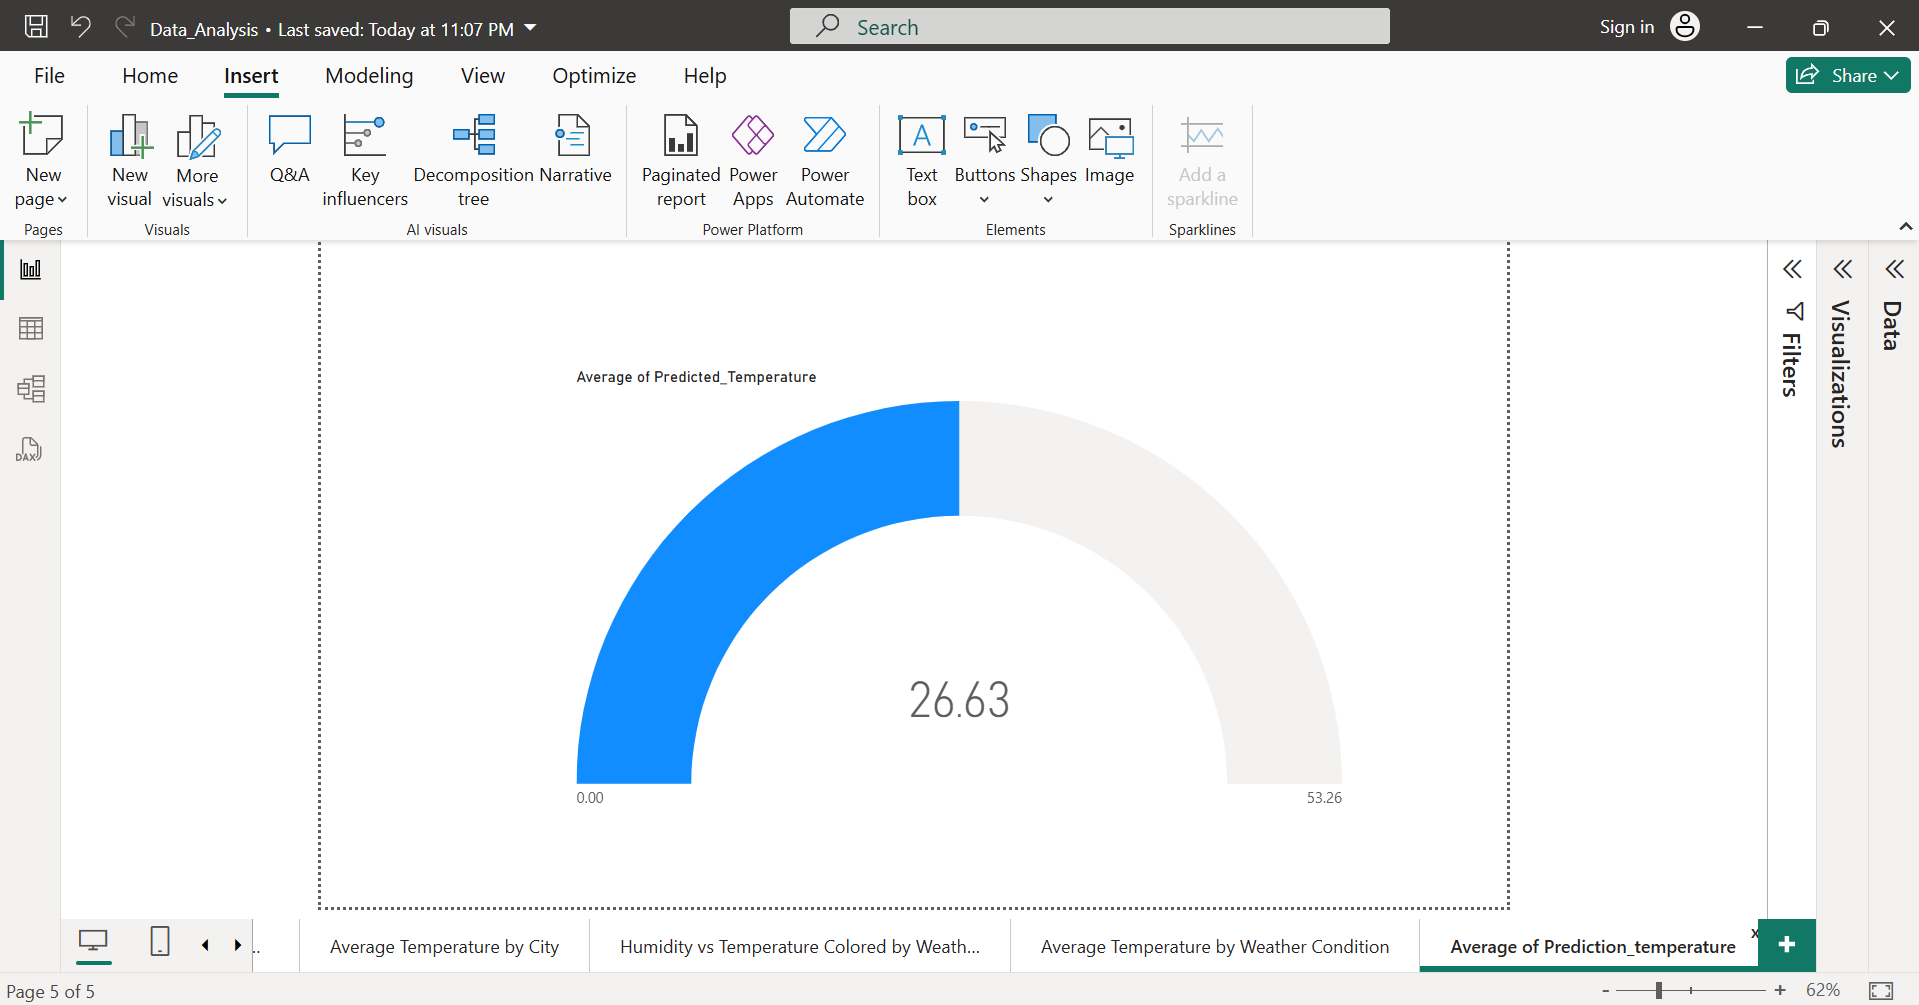 Data_Analysis • Last saved: Today at 11:07 PM
Search
Sign in
File Home Insert Modeling View Optimize Help
Share
New page
New visual
More visuals
Q&A
Key influencers
Decomposition tree
Narrative
Paginated report
Power Apps
Power Automate
Text box
Buttons
Shapes
Image
Add a sparkline
Pages Visuals AI visuals Power Platform Elements Sparklines
DAX
Filters
Visualizations
Data
Average of Predicted_Temperature
26.63
0.00 53.26
.. Average Temperature by City Humidity vs Temperature Colored by Weath... Average Temperature by Weather Condition Average of Prediction_temperature x +
Page 5 of 5 - + 62%